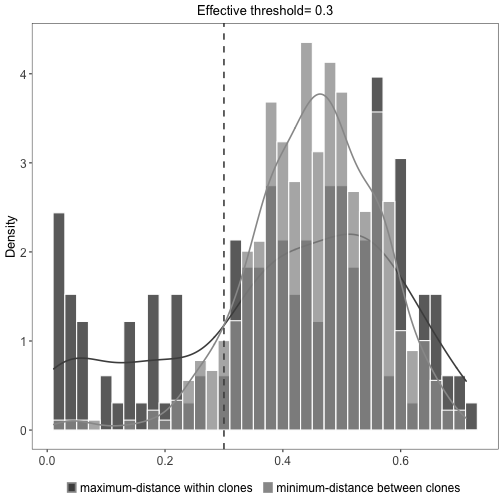 Effective threshold= 0.3
Density
4
3
2
1
0
0.0 0.2 0.4 0.6
maximum-distance within clones minimum-distance between clones